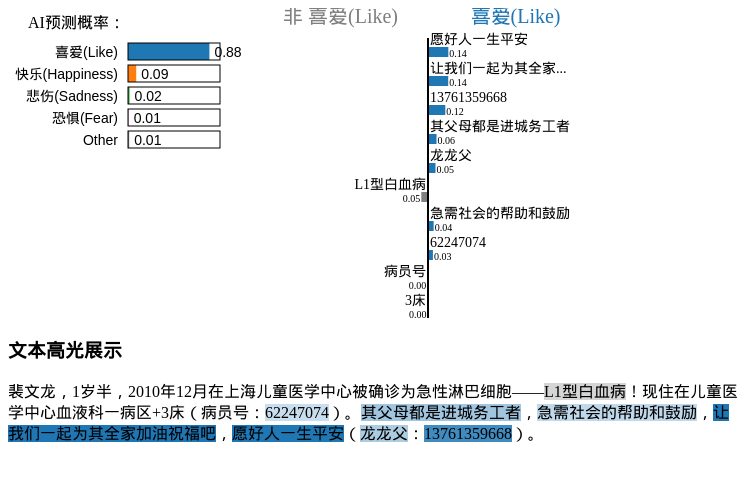 AI预测概率：
喜爱(Like) 0.88
快乐(Happiness) 0.09
悲伤(Sadness) 0.02
恐惧(Fear) 0.01
Other 0.01
非 喜爱(Like) 喜爱(Like)
愿好人一生平安
0.14
让我们一起为其全家...
0.14
13761359668
0.12
其父母都是进城务工者
0.06
龙龙父
0.05
L1型白血病
0.05
急需社会的帮助和鼓励
0.04
62247074
0.03
病员号
0.00
3床
0.00
文本高光展示
裴文龙，1岁半，2010年12月在上海儿童医学中心被确诊为急性淋巴细胞——L1型白血病！现住在儿童医
学中心血液科一病区+3床（病员号：62247074）。其父母都是进城务工者，急需社会的帮助和鼓励，让
我们一起为其全家加油祝福吧，愿好人一生平安（龙龙父：13761359668）。